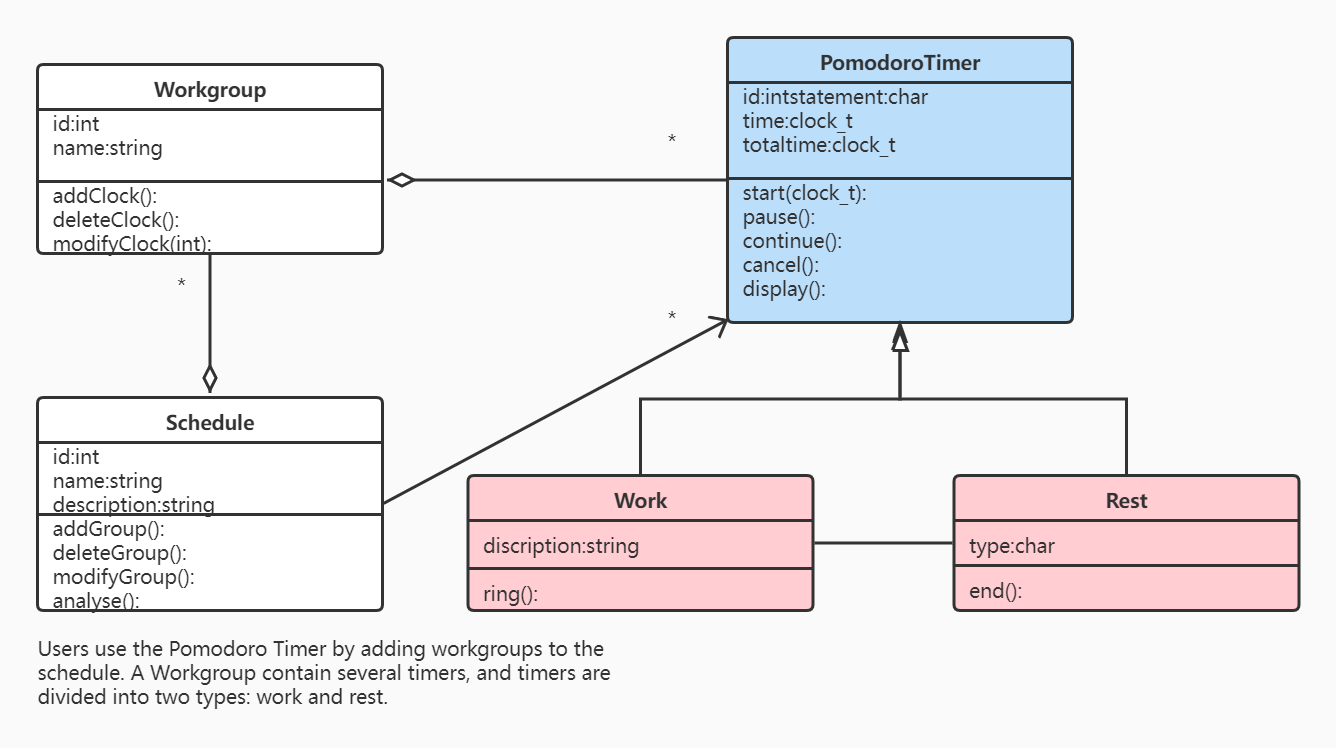 Workgroup
id:int
name:string
addClock():
deleteClock():
modifyClock(int):
*
PomodoroTimer
id:intstatement:char
time:clock_t
totaltime:clock_t
start(clock_t):
pause():
continue():
cancel():
display():
*
*
Schedule
id:int
name:string
description:string
addGroup():
deleteGroup():
modifyGroup():
analyse():
Work
discription:string
ring():
Rest
type:char
end():
Users use the Pomodoro Timer by adding workgroups to the
schedule. A Workgroup contain several timers, and timers are
divided into two types: work and rest.